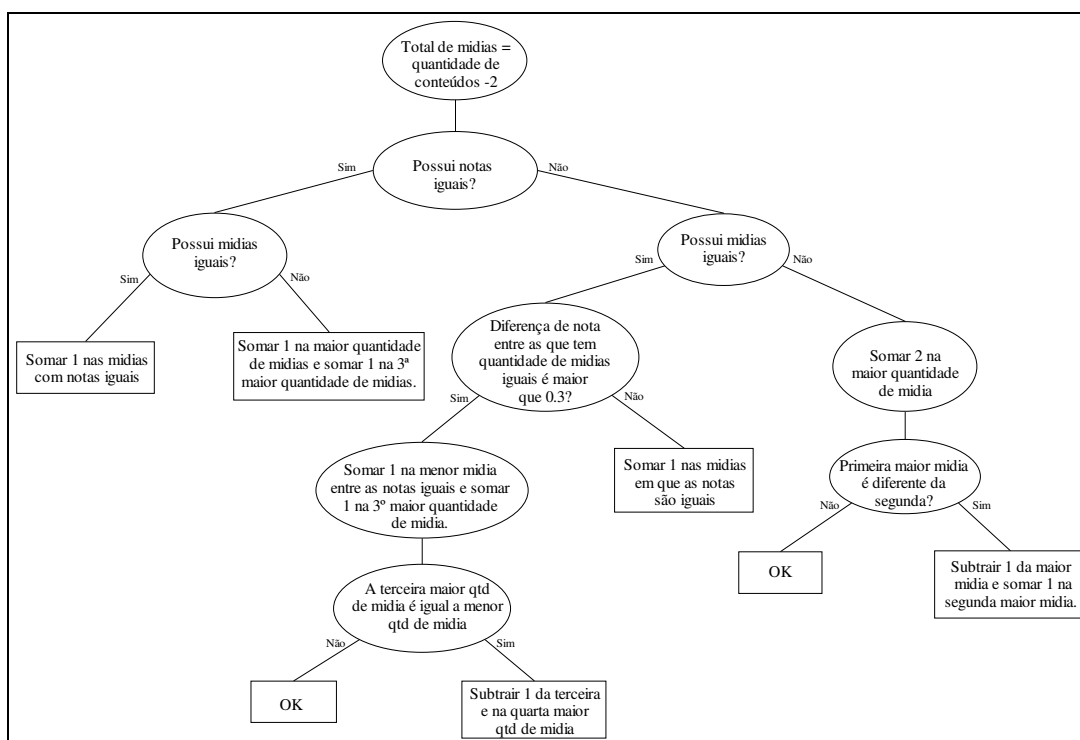 Total de midias =
quantidade de
conteúdos -2
Sim
Possui notas
iguais?
Não
Possui midias
iguais?
Sim
Não
Possui midias
iguais?
Sim
Não
Somar 1 nas midias
com notas iguais
Somar 1 na maior quantidade
de midias e somar 1 na 3ª
maior quantidade de midias.
Diferença de nota
entre as que tem
quantidade de midias
iguais é maior
que 0.3?
Sim
Não
Somar 2 na
maior quantidade
de midia
Somar 1 na menor midia
entre as notas iguais e somar
1 na 3º maior quantidade
de midia.
Somar 1 nas midias
em que as notas
são iguais
Primeira maior midia
é diferente da
segunda?
Não
Sim
OK
Subtrair 1 da maior
midia e somar 1 na
segunda maior midia.
A terceira maior qtd
de midia é igual a menor
qtd de midia
Não
Sim
OK
Subtrair 1 da terceira
e na quarta maior
qtd de midia